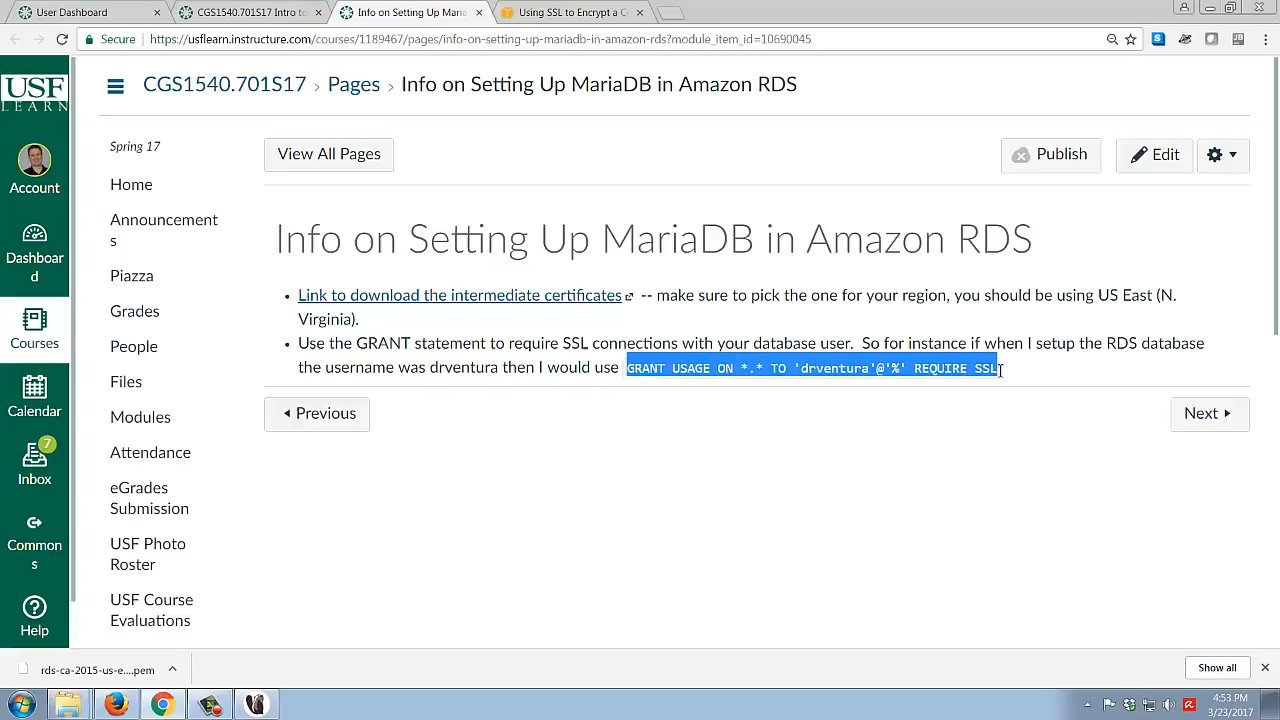 User Dashboard
CGS1540.701S17 Intro to
Info on Setting Up Maria
Using SSL to Encrypt a C
Secure
https://usflearn.instructure.com/courses/1189467/pages/info-on-setting-up-mariadb-in-amazon-rds?module_item_id=10690045
USF
LEARN
Account
Dashboar
d
Courses
Calendar
7
Inbox
Common
s
Help
CGS1540.701S17 › Pages › Info on Setting Up MariaDB in Amazon RDS
Spring 17
Home
Announcement
s
Piazza
Grades
People
Files
Modules
Attendance
eGrades
Submission
USF Photo
Roster
USF Course
Evaluations
View All Pages
Publish
Edit
Info on Setting Up MariaDB in Amazon RDS
• Link to download the intermediate certificates -- make sure to pick the one for your region, you should be using US East (N.
Virginia).
• Use the GRANT statement to require SSL connections with your database user. So for instance if when I setup the RDS database
the username was drventura then I would use GRANT USAGE ON *.* TO 'drventura'@'%' REQUIRE SSL
Previous
Next
rds-ca-2015-us-e....pem
Show all
4:53 PM
3/23/2017